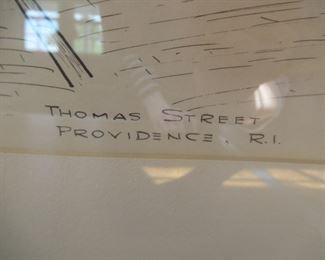 THOMAS STREET
PROVIDENCE, R.I.